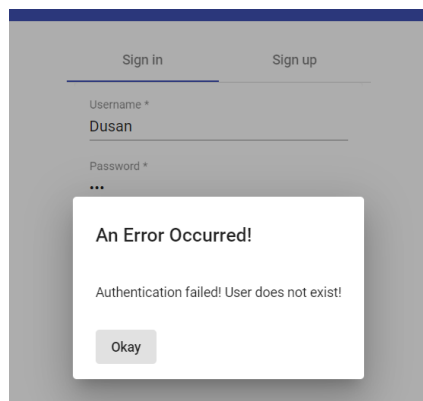 Sign in Sign up
Username *
Dusan
Password *
•••
An Error Occurred!
Authentication failed! User does not exist!
Okay